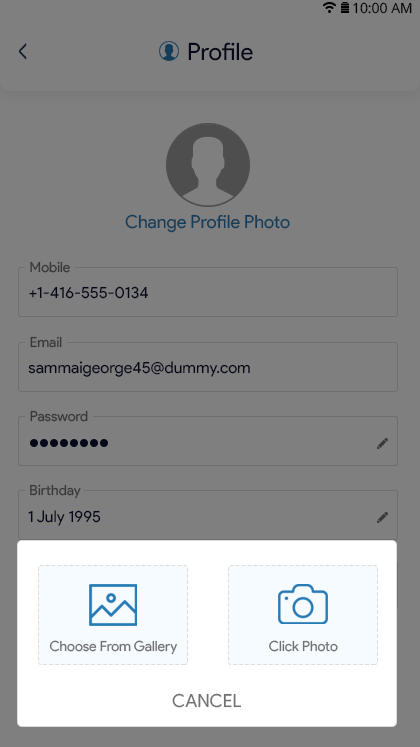 10:00 AM
Profile
Change Profile Photo
Mobile
+1-416-555-0134
Email
sammaigeorge45@dummy.com
Password
●●●●●●●●
Birthday
1 July 1995
Choose From Gallery
Click Photo
CANCEL